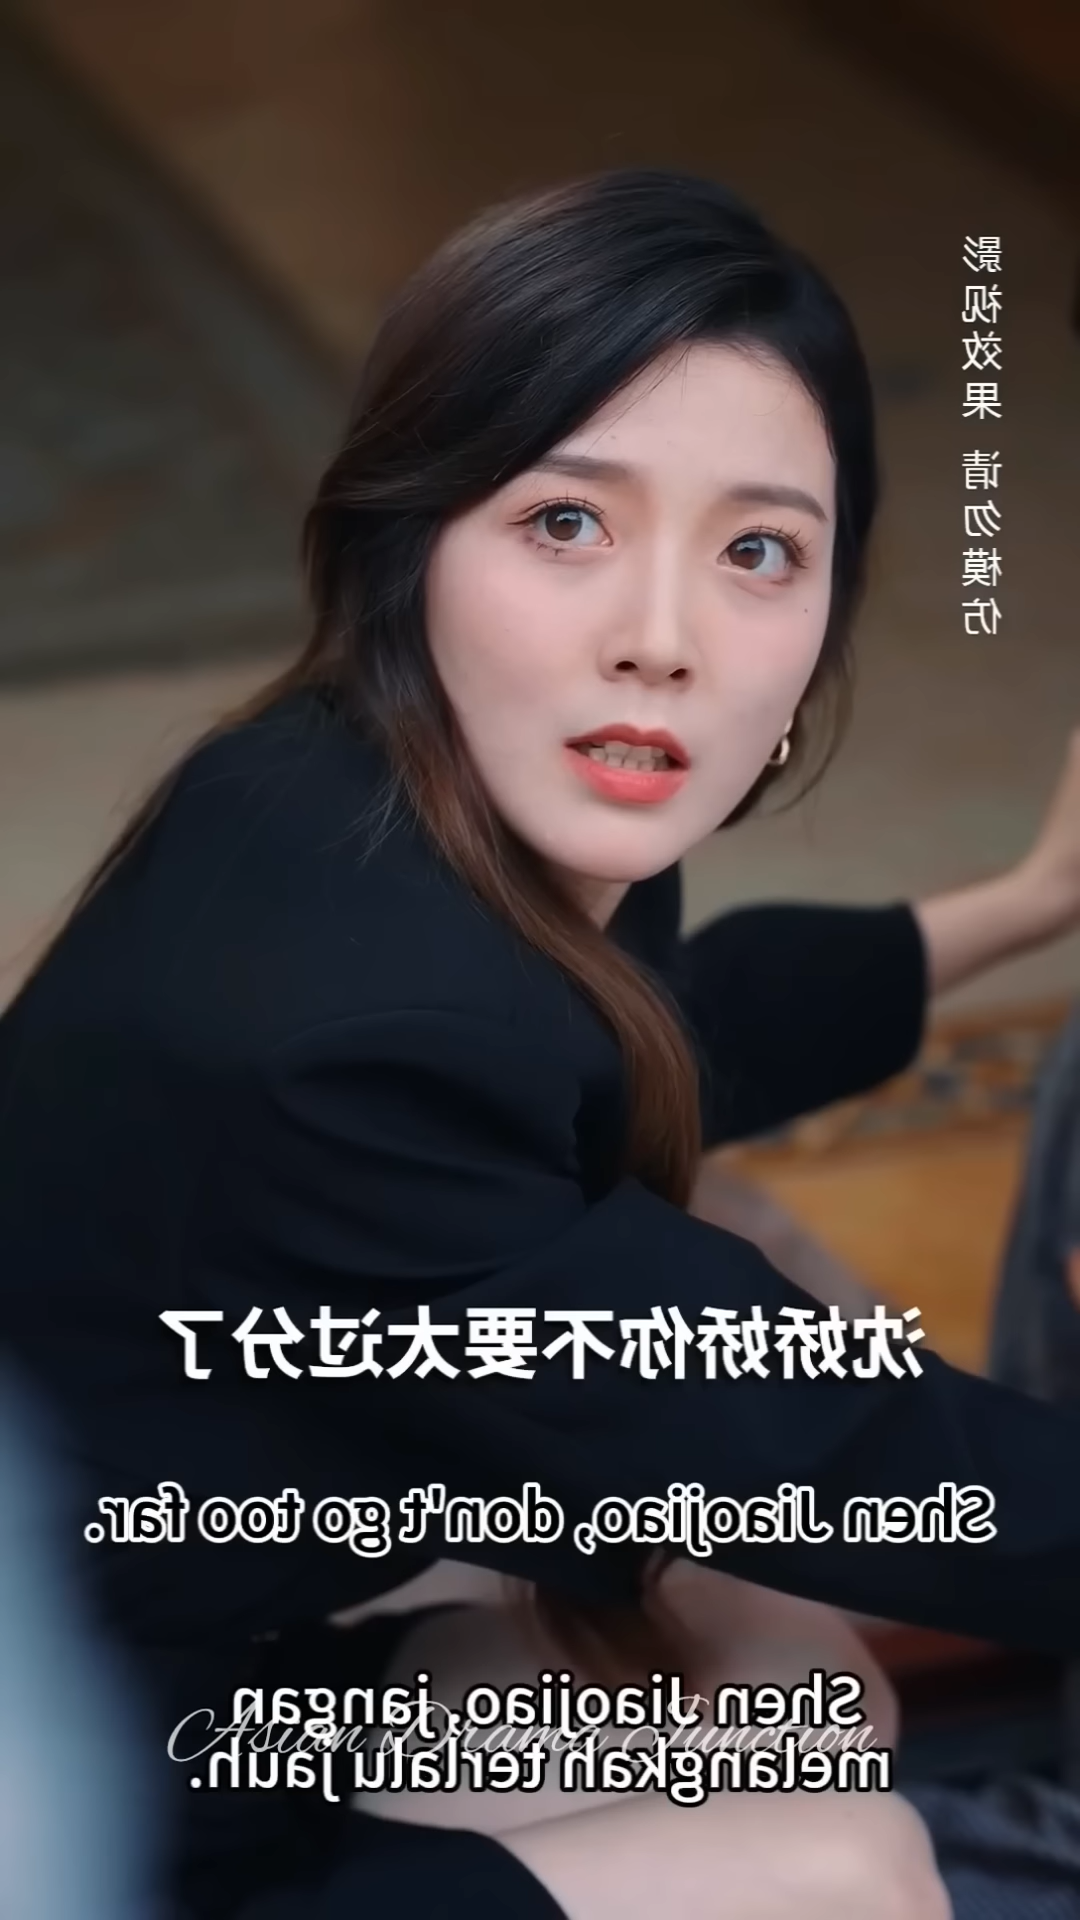 影视效果 请勿模仿
沈娇娇你不要太过分了
Shen Jiaojiao, don't go too far.
Shen Jiaojiao, jangan
melangkah terlalu jauh.
Asian Drama Junction